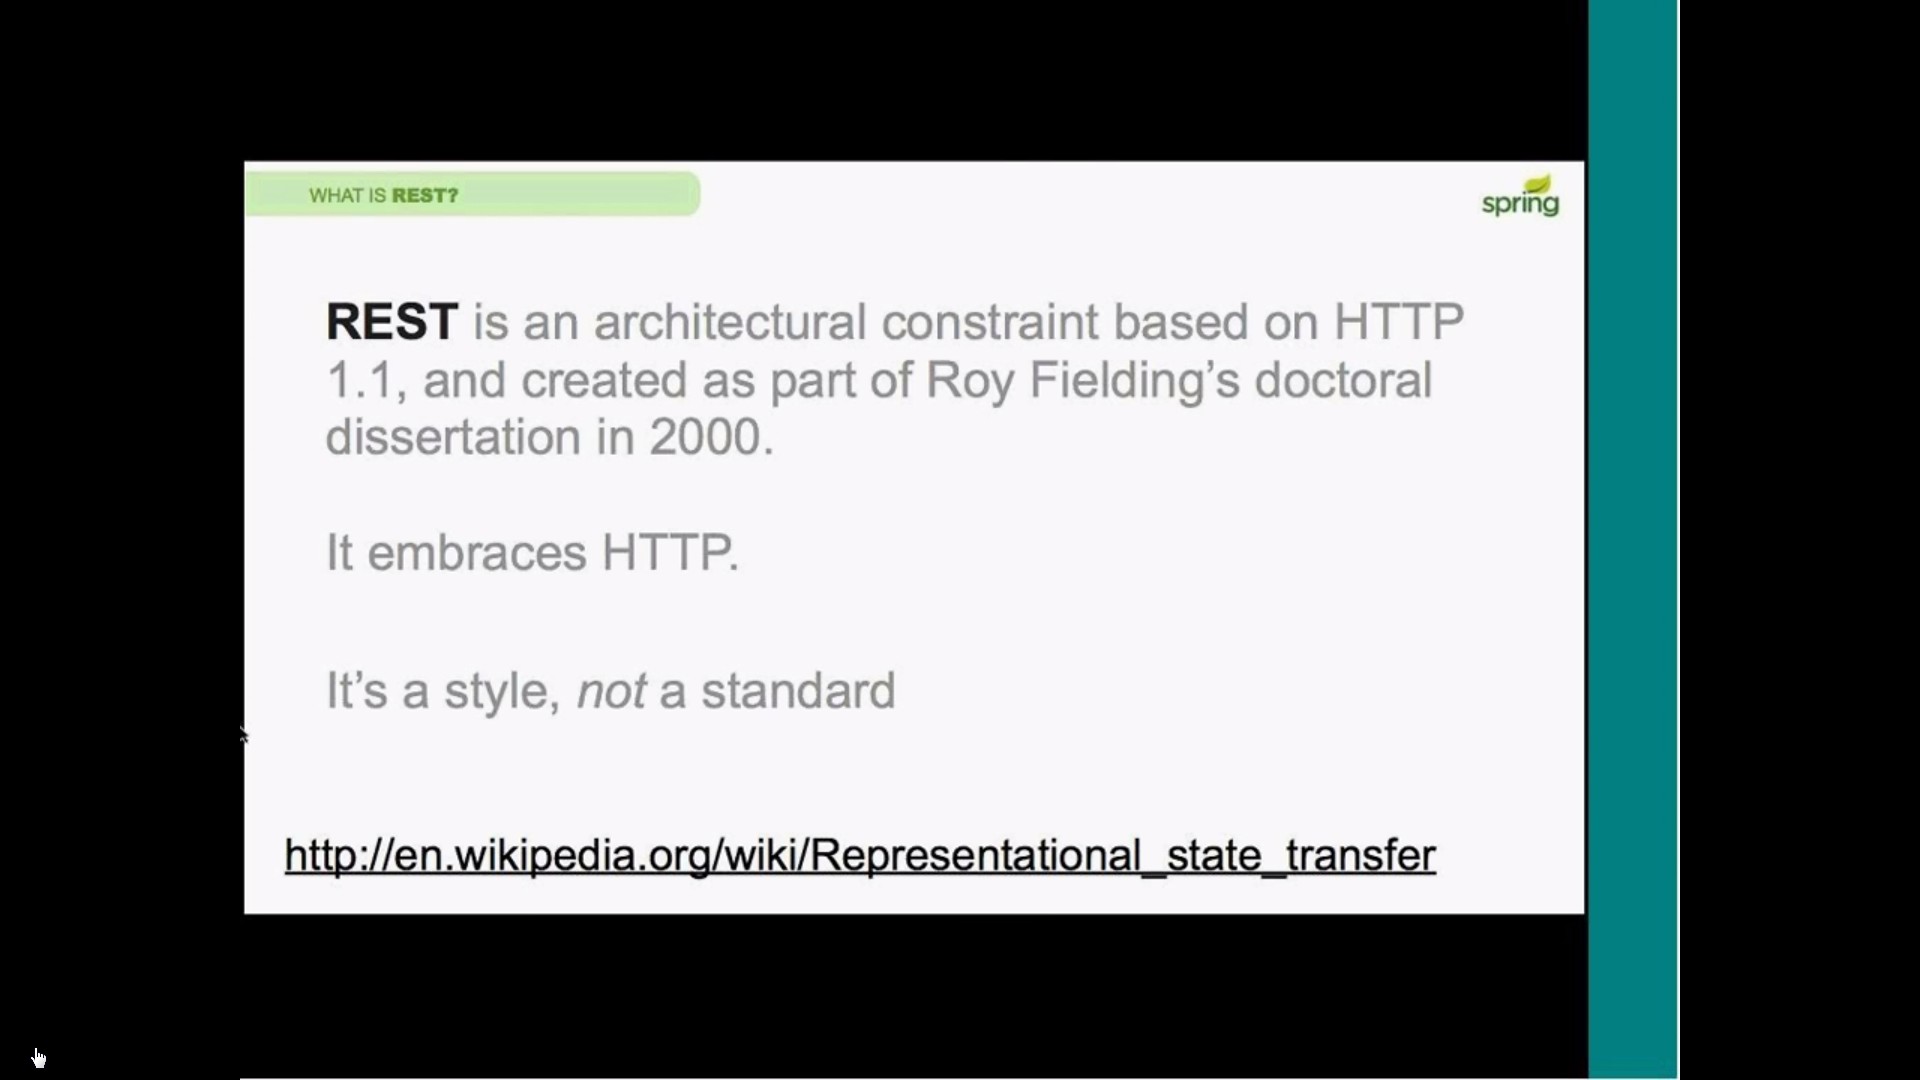 WHAT IS REST?
spring
REST is an architectural constraint based on HTTP
1.1, and created as part of Roy Fielding’s doctoral
dissertation in 2000.
It embraces HTTP.
It’s a style, not a standard
http://en.wikipedia.org/wiki/Representational_state_transfer